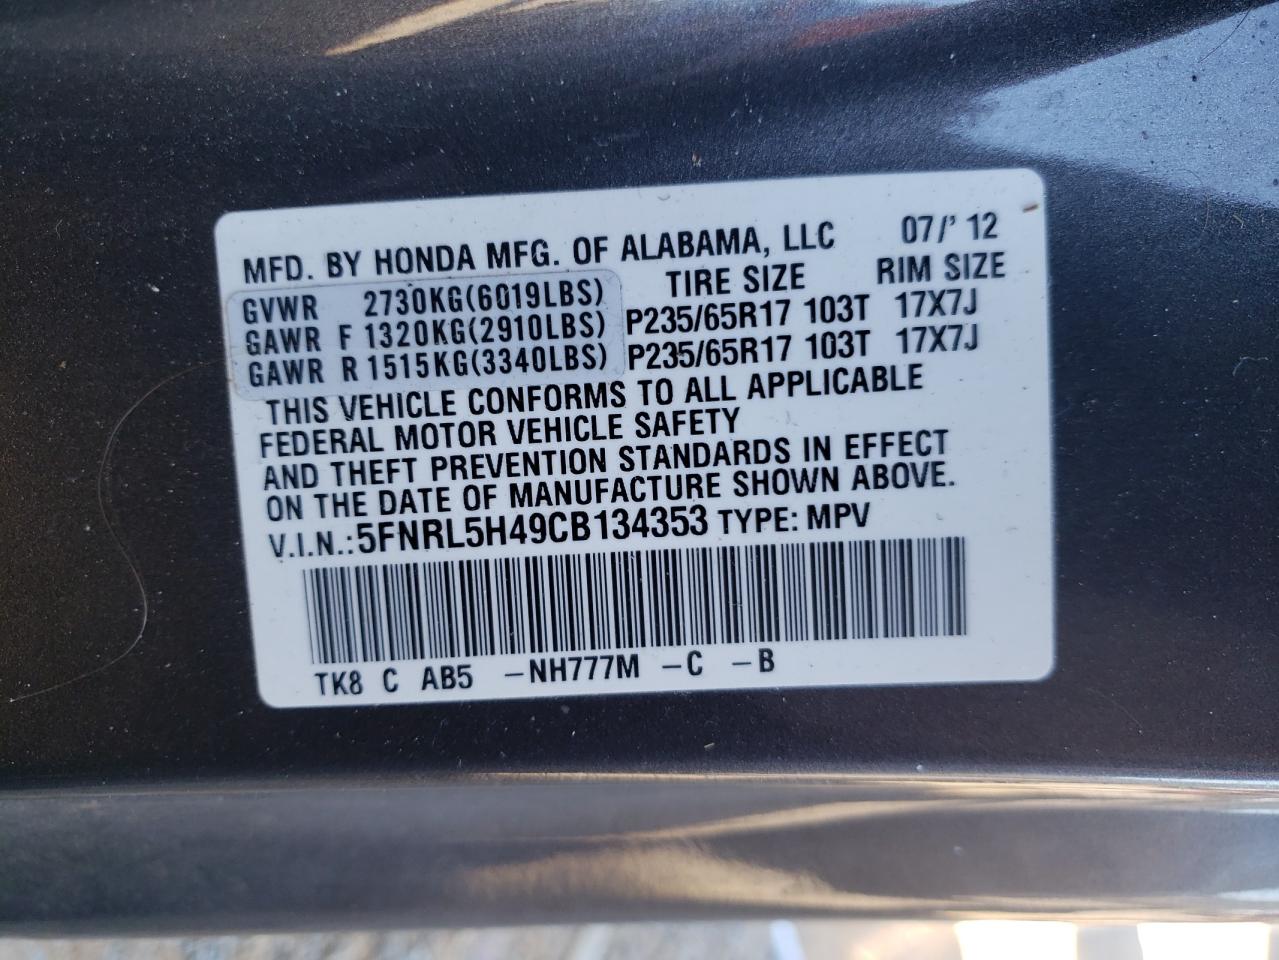 MFD. BY HONDA MFG. OF ALABAMA, LLC 07/' 12
GVWR 2730KG(6019LBS) TIRE SIZE RIM SIZE
GAWR F 1320KG(2910LBS) P235/65R17 103T 17X7J
GAWR R 1515KG(3340LBS) P235/65R17 103T 17X7J
THIS VEHICLE CONFORMS TO ALL APPLICABLE
FEDERAL MOTOR VEHICLE SAFETY
AND THEFT PREVENTION STANDARDS IN EFFECT
ON THE DATE OF MANUFACTURE SHOWN ABOVE.
V.I.N.: 5FNRL5H49CB134353 TYPE: MPV
TK8 C AB5 -NH777M -C -B